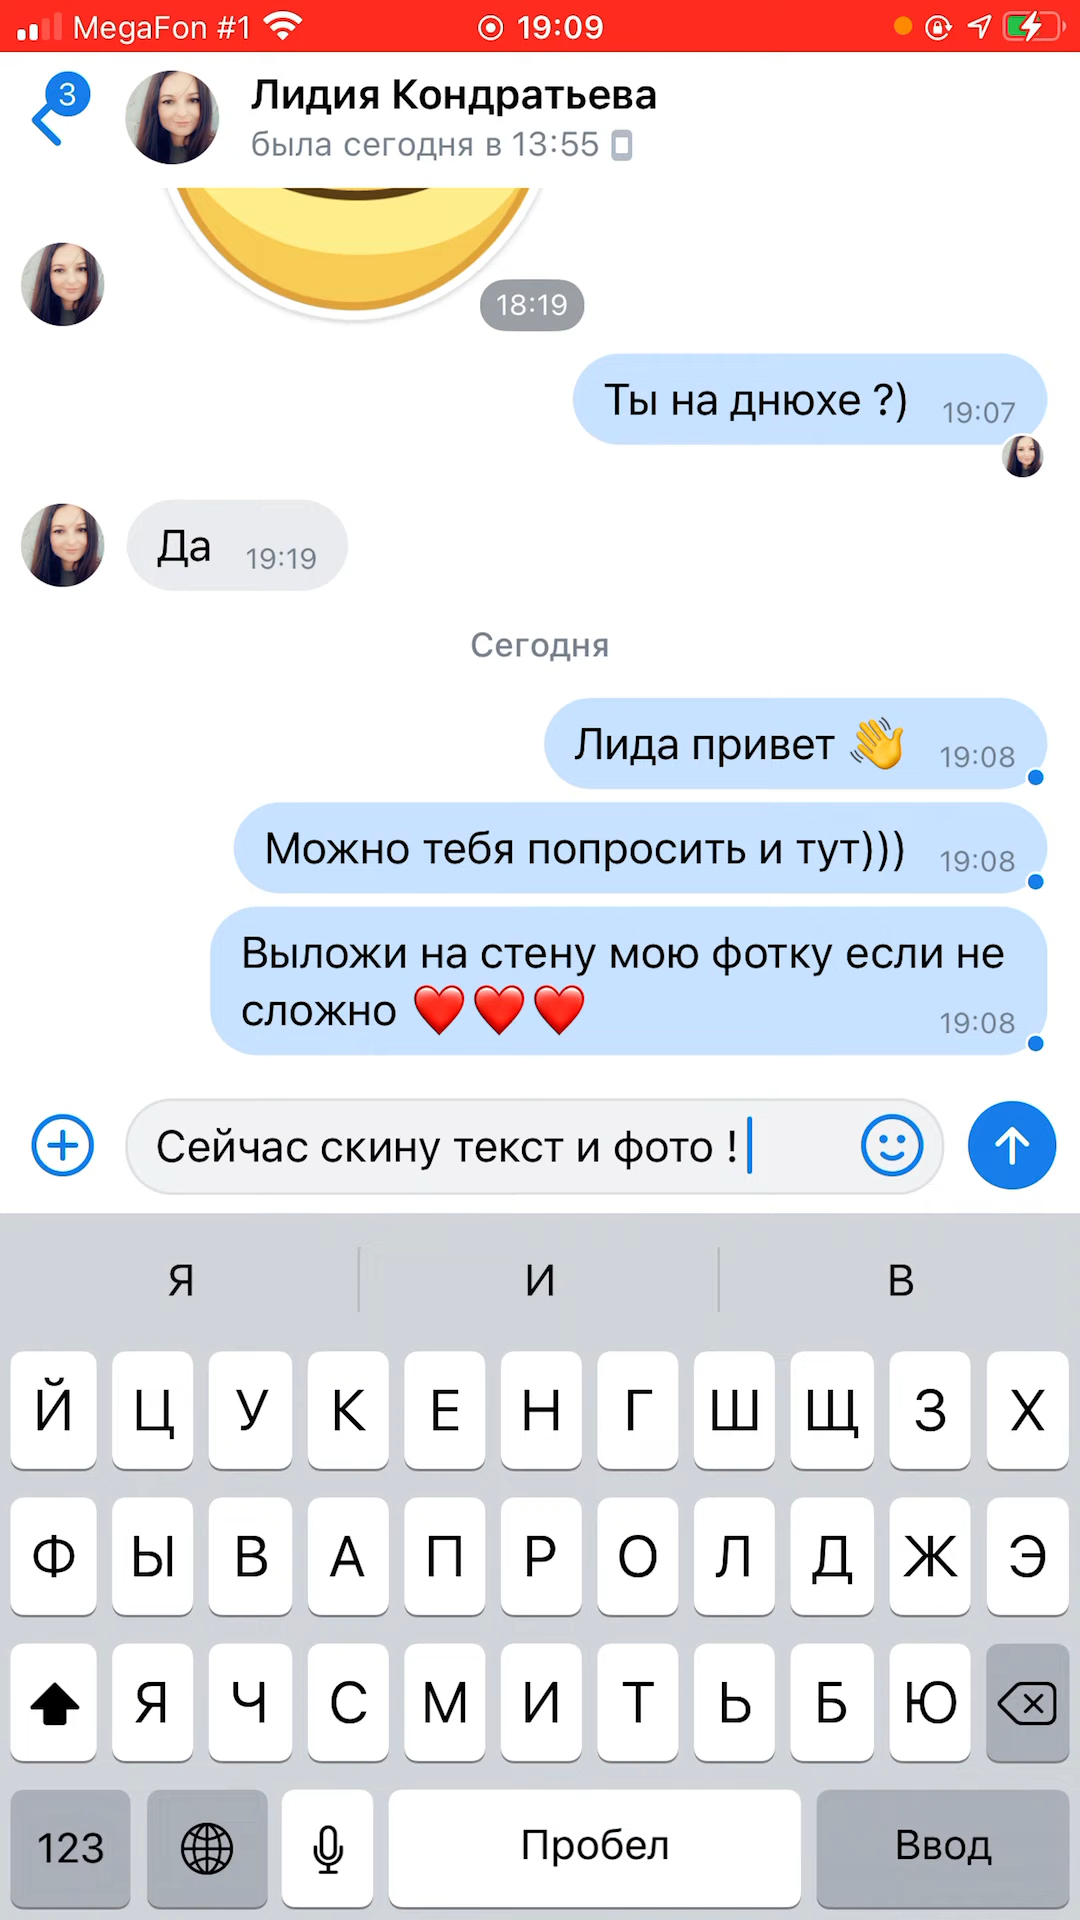 MegaFon #1 19:09
3
Лидия Кондратьева
была сегодня в 13:55
18:19
Ты на днюхе ?) 19:07
Да 19:19
Сегодня
Лида привет 👋 19:08
Можно тебя попросить и тут))) 19:08
Выложи на стену мою фотку если не
сложно ❤️❤️❤️ 19:08
Сейчас скину текст и фото !
Я И В
Й Ц У К Е Н Г Ш Щ З Х
Ф Ы В А П Р О Л Д Ж Э
Я Ч С М И Т Ь Б Ю
123 Пробел Ввод